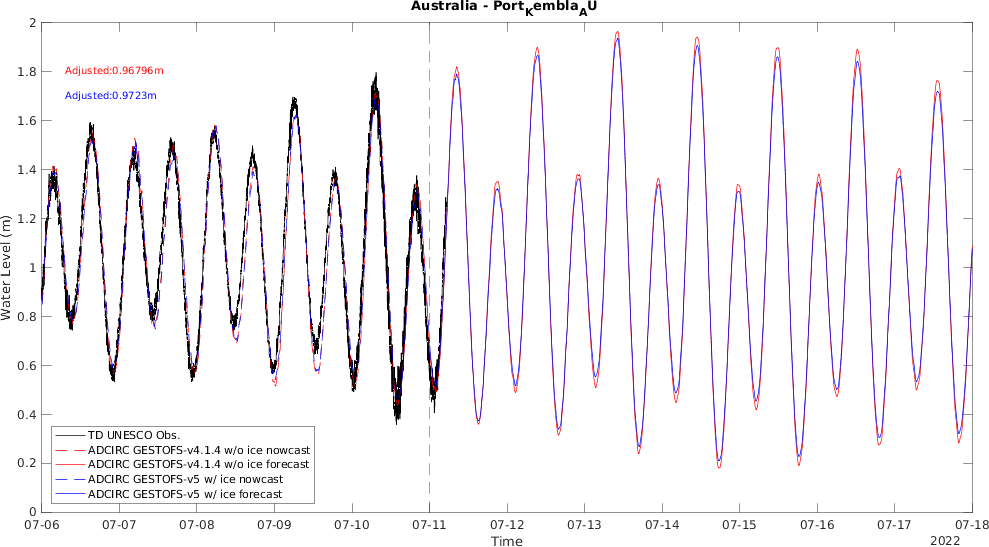 Australia - Port_Kembla_AU
Water Level (m)
2
1.8
1.6
1.4
1.2
1
0.8
0.6
0.4
0.2
0
Adjusted:0.96796m
Adjusted:0.9723m
TD UNESCO Obs.
ADCIRC GESTOFS-v4.1.4 w/o ice nowcast
ADCIRC GESTOFS-v4.1.4 w/o ice forecast
ADCIRC GESTOFS-v5 w/ ice nowcast
ADCIRC GESTOFS-v5 w/ ice forecast
07-06 07-07 07-08 07-09 07-10 07-11 07-12 07-13 07-14 07-15 07-16 07-17 07-18
Time
2022